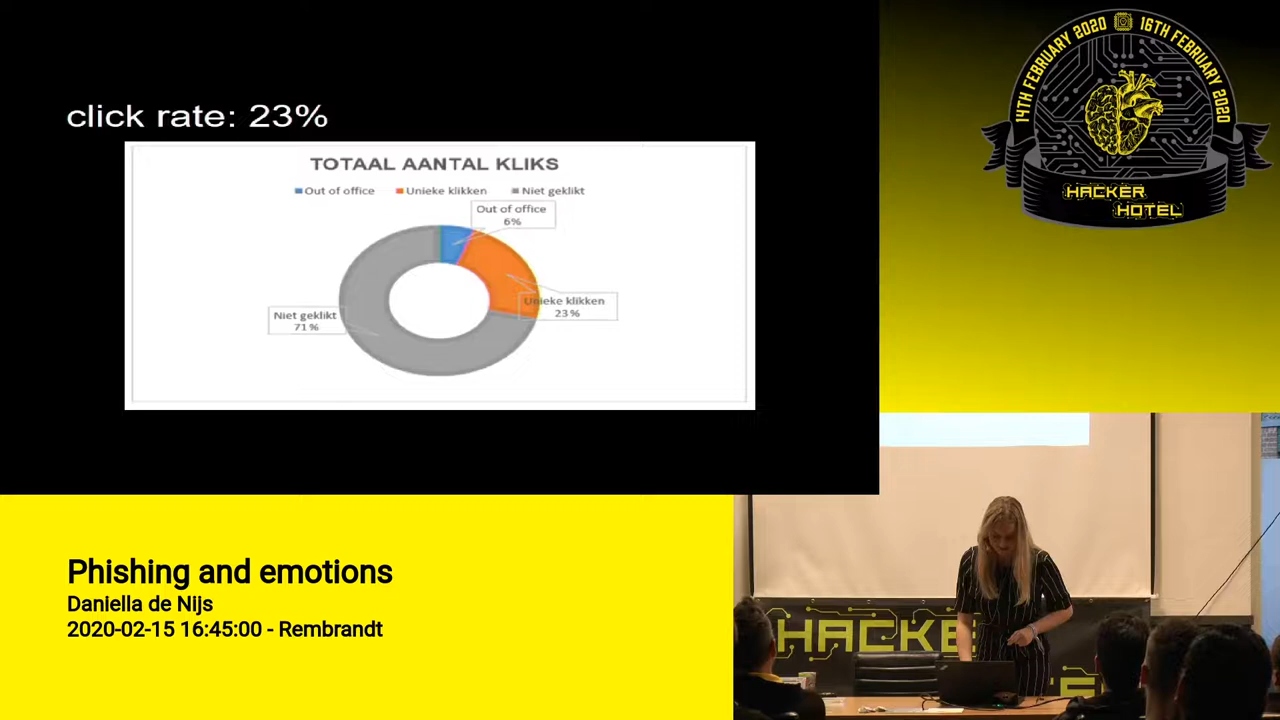 click rate: 23%
TOTAAL AANTAL KLIKS
Out of office Unieke klikken Niet geklikt
Out of office
6%
Unieke klikken
23%
Niet geklikt
71%
14TH FEBRUARY 2020 16TH FEBRUARY 2020
HACKER
HOTEL
Phishing and emotions
Daniella de Nijs
2020-02-15 16:45:00 - Rembrandt
HACKE